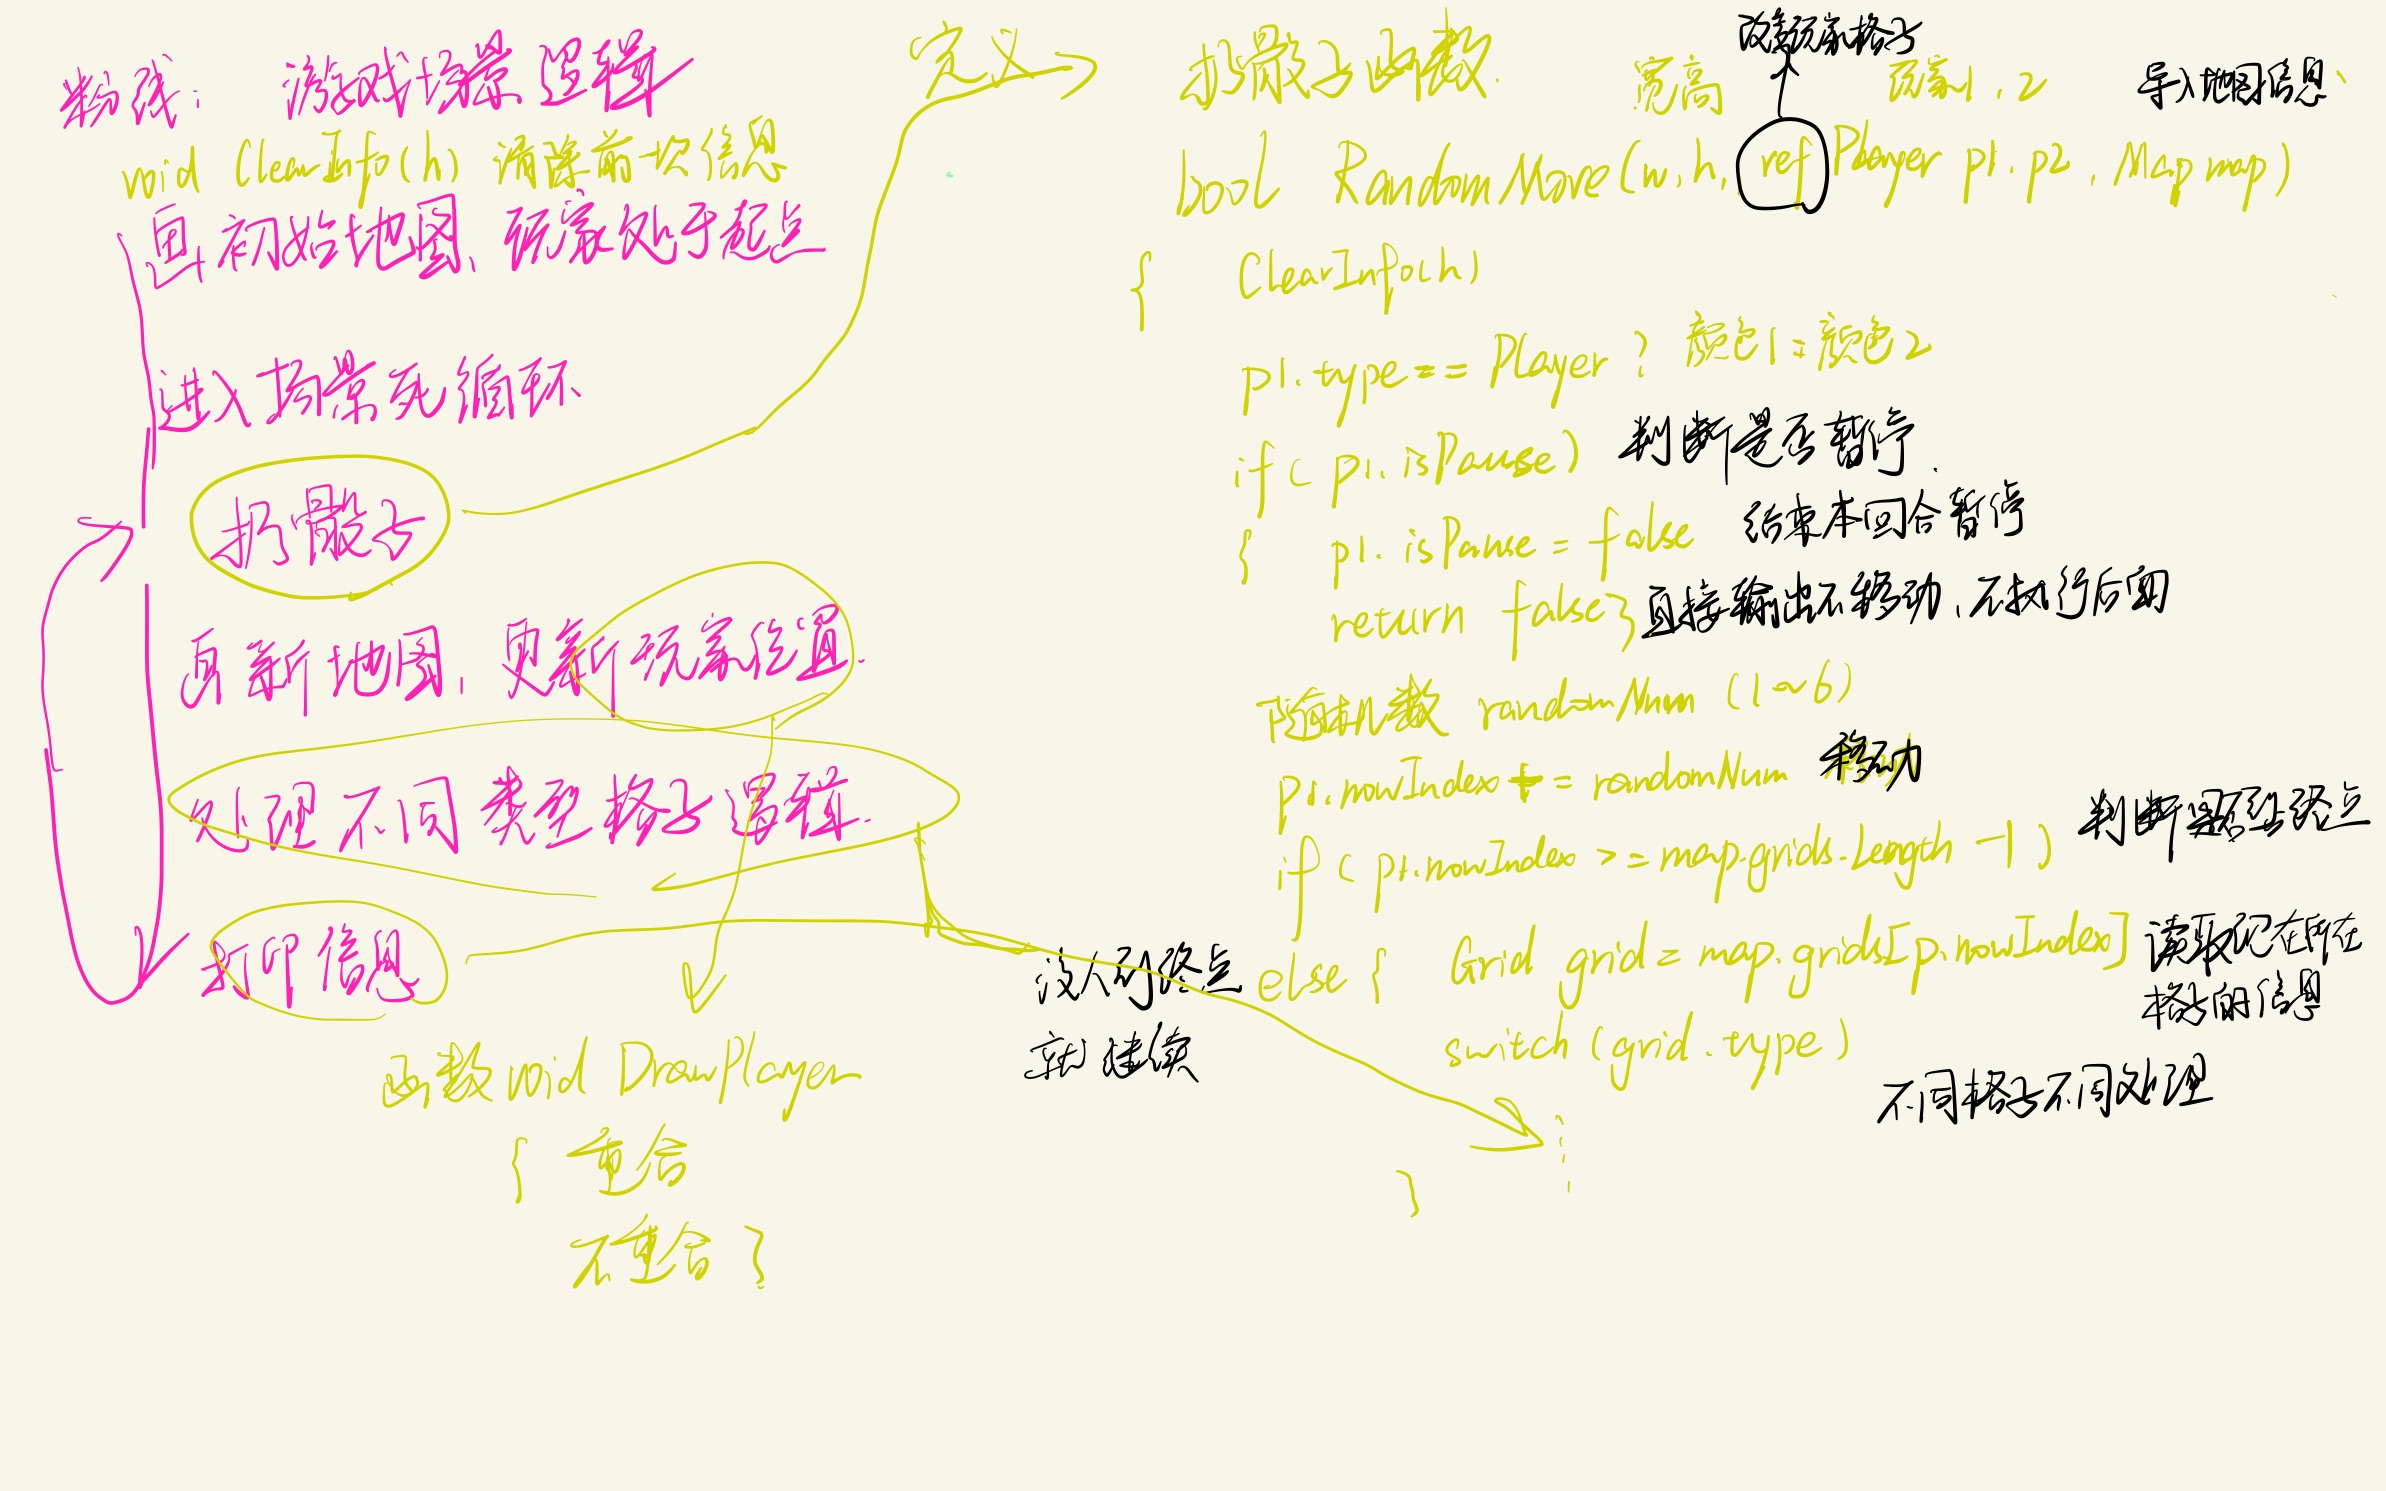 粉线： 游戏场景逻辑
void ClearInfo(h) 清除前一次信息
画初始地图、玩家处于起点
进入场景死循环
扔骰子
画新地图，更新玩家位置.
处理不同类型格子逻辑.
打印信息
函数 void DrawPlayer
{ 重合
不重合 }
定义
扔骰子函数.
改变玩家格子
宽高
玩家1,2
导入地图信息
bool RandomMove(w,h, ref Player p1.p2, Map map)
{ ClearInfo(h)
p1.type == Player ? 颜色1 : 颜色2
if( p1.isPause) 判断是否暂停.
{ p1.isPause = false 结束本回合暂停
return false} 直接输出不移动，不执行后面
随机数 randomNum (1~6)
p1.nowIndex += randomNum 移动
if( p1.nowIndex >= map.grids.Length -1) 判断是否到终点
没人到终点
就继续
else { Grid grid = map.grids[p.nowIndex] 读取现在所在
格子的信息
switch(grid.type)
不同格子不同处理
}